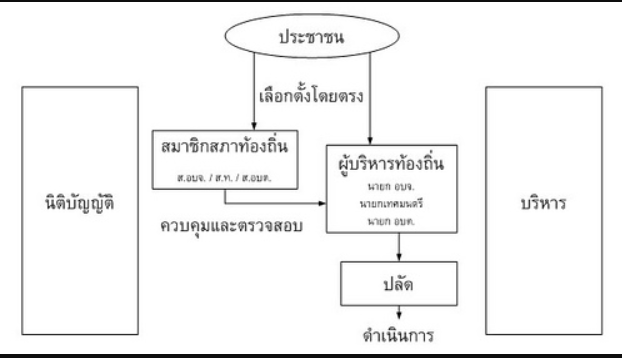 ประชาชน
เลือกตั้งโดยตรง
สมาชิกสภาท้องถิ่น
ส.อบจ. / ส.ท. / ส.อบต.
ผู้บริหารท้องถิ่น
นายก อบจ.
นายกเทศมนตรี
นายก อบต.
นิติบัญญัติ
ควบคุมและตรวจสอบ
บริหาร
ปลัด
ดำเนินการ